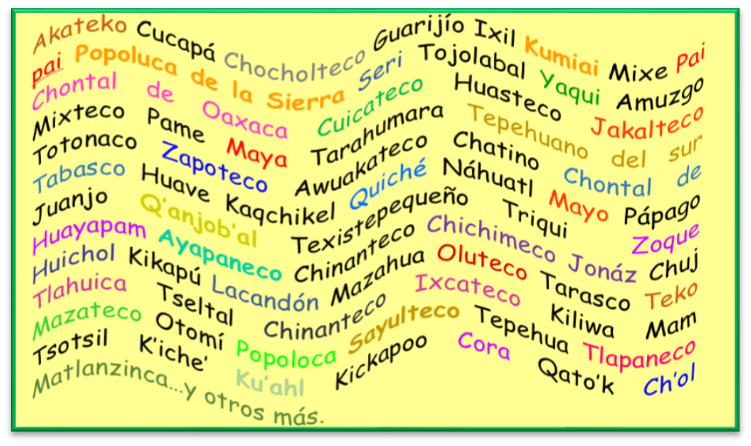 Akateko Cucapá Chocholteco Guarijío Ixil Kumiai Mixe Pai
pai Popoluca de la Sierra Seri Tojolabal Yaqui Amuzgo
Chontal de Oaxaca Cuicateco Huasteco Jakalteco
Mixteco Pame Maya Tarahumara Tepehuano del sur
Totonaco Zapoteco Awuakateco Chatino Chontal de
Tabasco Huave Kaqchikel Quiché Náhuatl Mayo Pápago
Juanjo Q'anjob'al Texistepequeño Triqui Zoque
Huayapam Ayapaneco Chinanteco Chichimeco Jonáz Chuj
Huichol Kikapú Lacandón Mazahua Oluteco Tarasco Teko
Tlahuica Tseltal Chinanteco Ixcateco Kiliwa Mam
Mazateco Otomí Popoloca Sayulteco Tepehua Tlapaneco
Tsotsil K'iche' Ku'ahl Kickapoo Cora Qato'k Ch'ol
Matlanzinca...y otros más.